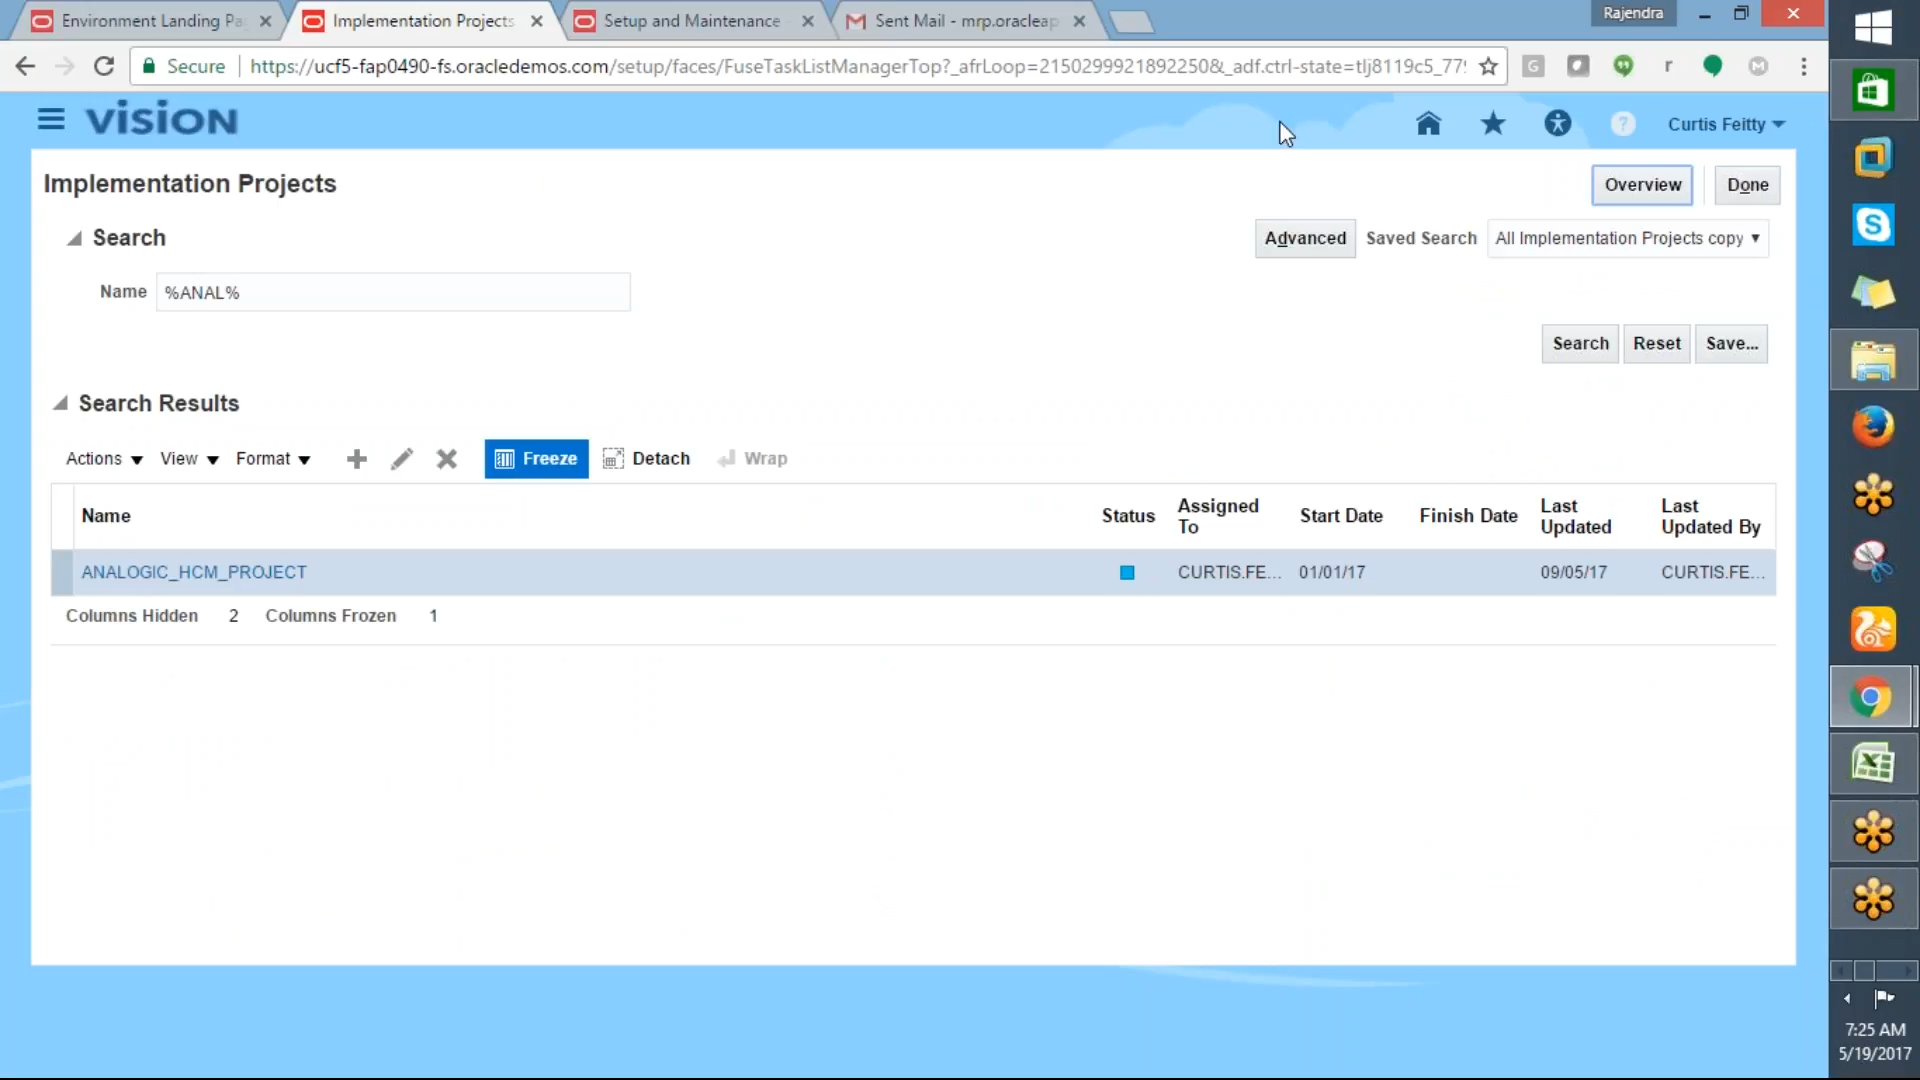 Environment Landing Pa
Implementation Projects
Setup and Maintenance
Sent Mail - mrp.oracleap
Rajendra
Secure
https://ucf5-fap0490-fs.oracledemos.com/setup/faces/FuseTaskListManagerTop?_afrLoop=2150299921892250&_adf.ctrl-state=tlj8119c5_779
VISION
Curtis Feitty
Implementation Projects
Overview
Done
Search
Advanced
Saved Search
All Implementation Projects copy
Name
%ANAL%
Search
Reset
Save...
Search Results
Actions
View
Format
Freeze
Detach
Wrap
Name
Status
Assigned To
Start Date
Finish Date
Last Updated
Last Updated By
ANALOGIC_HCM_PROJECT
CURTIS.FE...
01/01/17
09/05/17
CURTIS.FE...
Columns Hidden 2
Columns Frozen 1
7:25 AM
5/19/2017